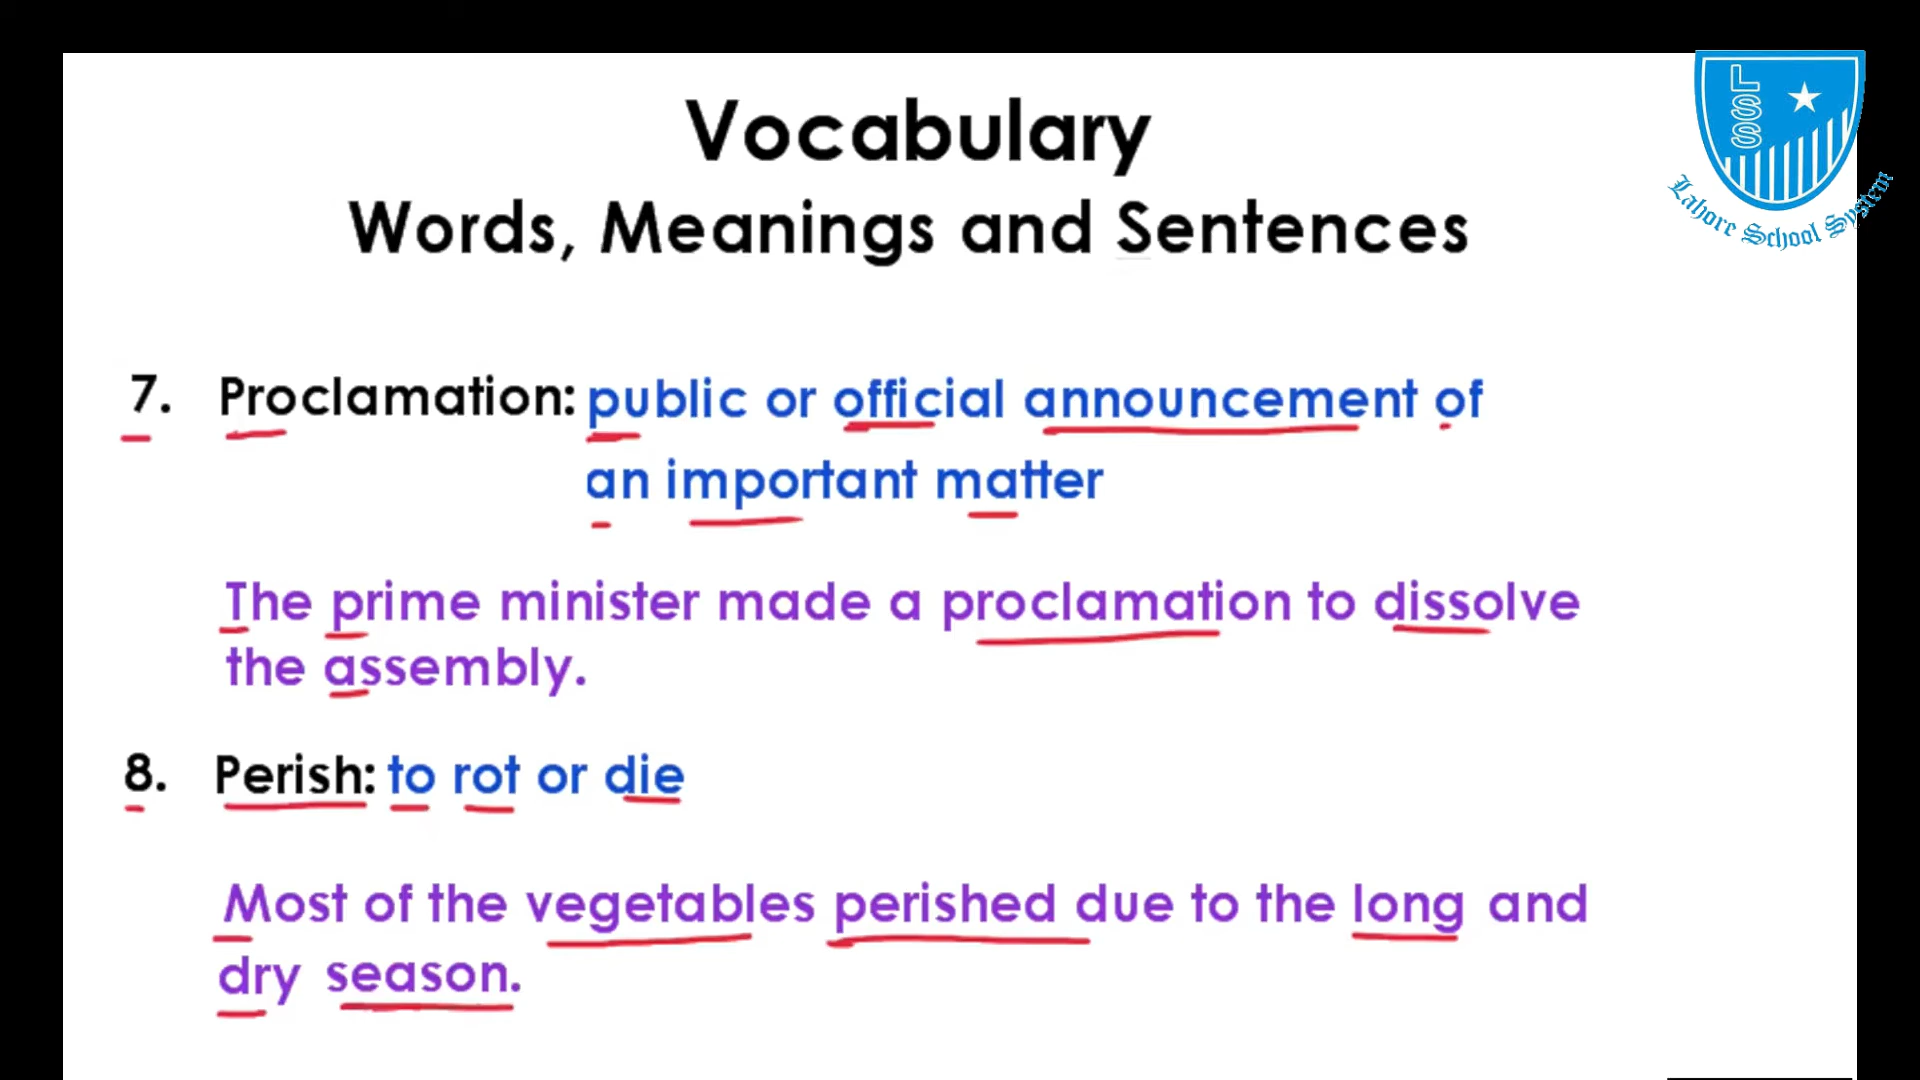 LSS
Lahore School System
Vocabulary
Words, Meanings and Sentences
7. Proclamation: public or official announcement of
an important matter
The prime minister made a proclamation to dissolve
the assembly.
8. Perish: to rot or die
Most of the vegetables perished due to the long and
dry season.